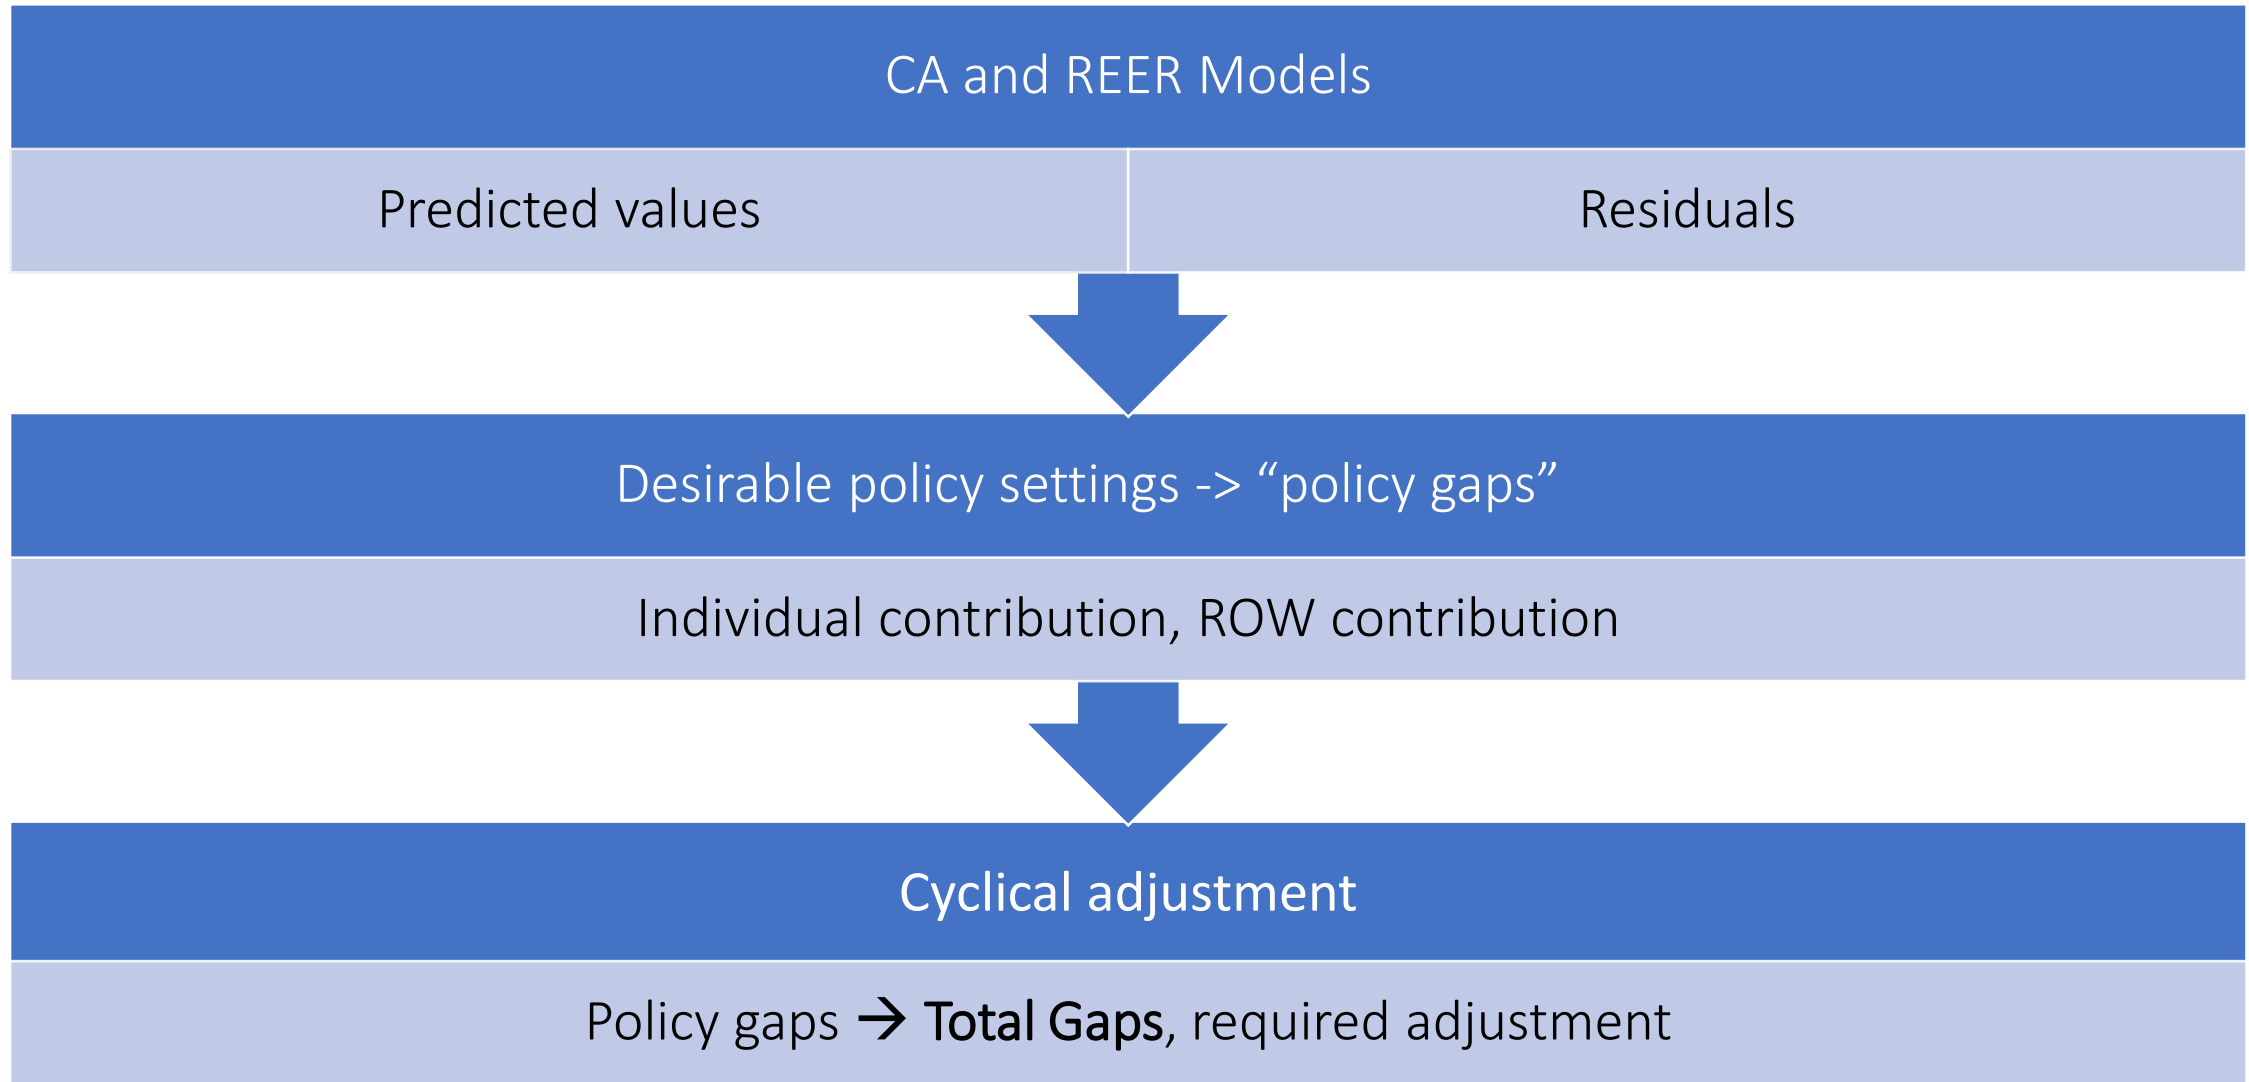 CA and REER Models
Predicted values
Residuals
Desirable policy settings -> “policy gaps”
Individual contribution, ROW contribution
Cyclical adjustment
Policy gaps → Total Gaps, required adjustment